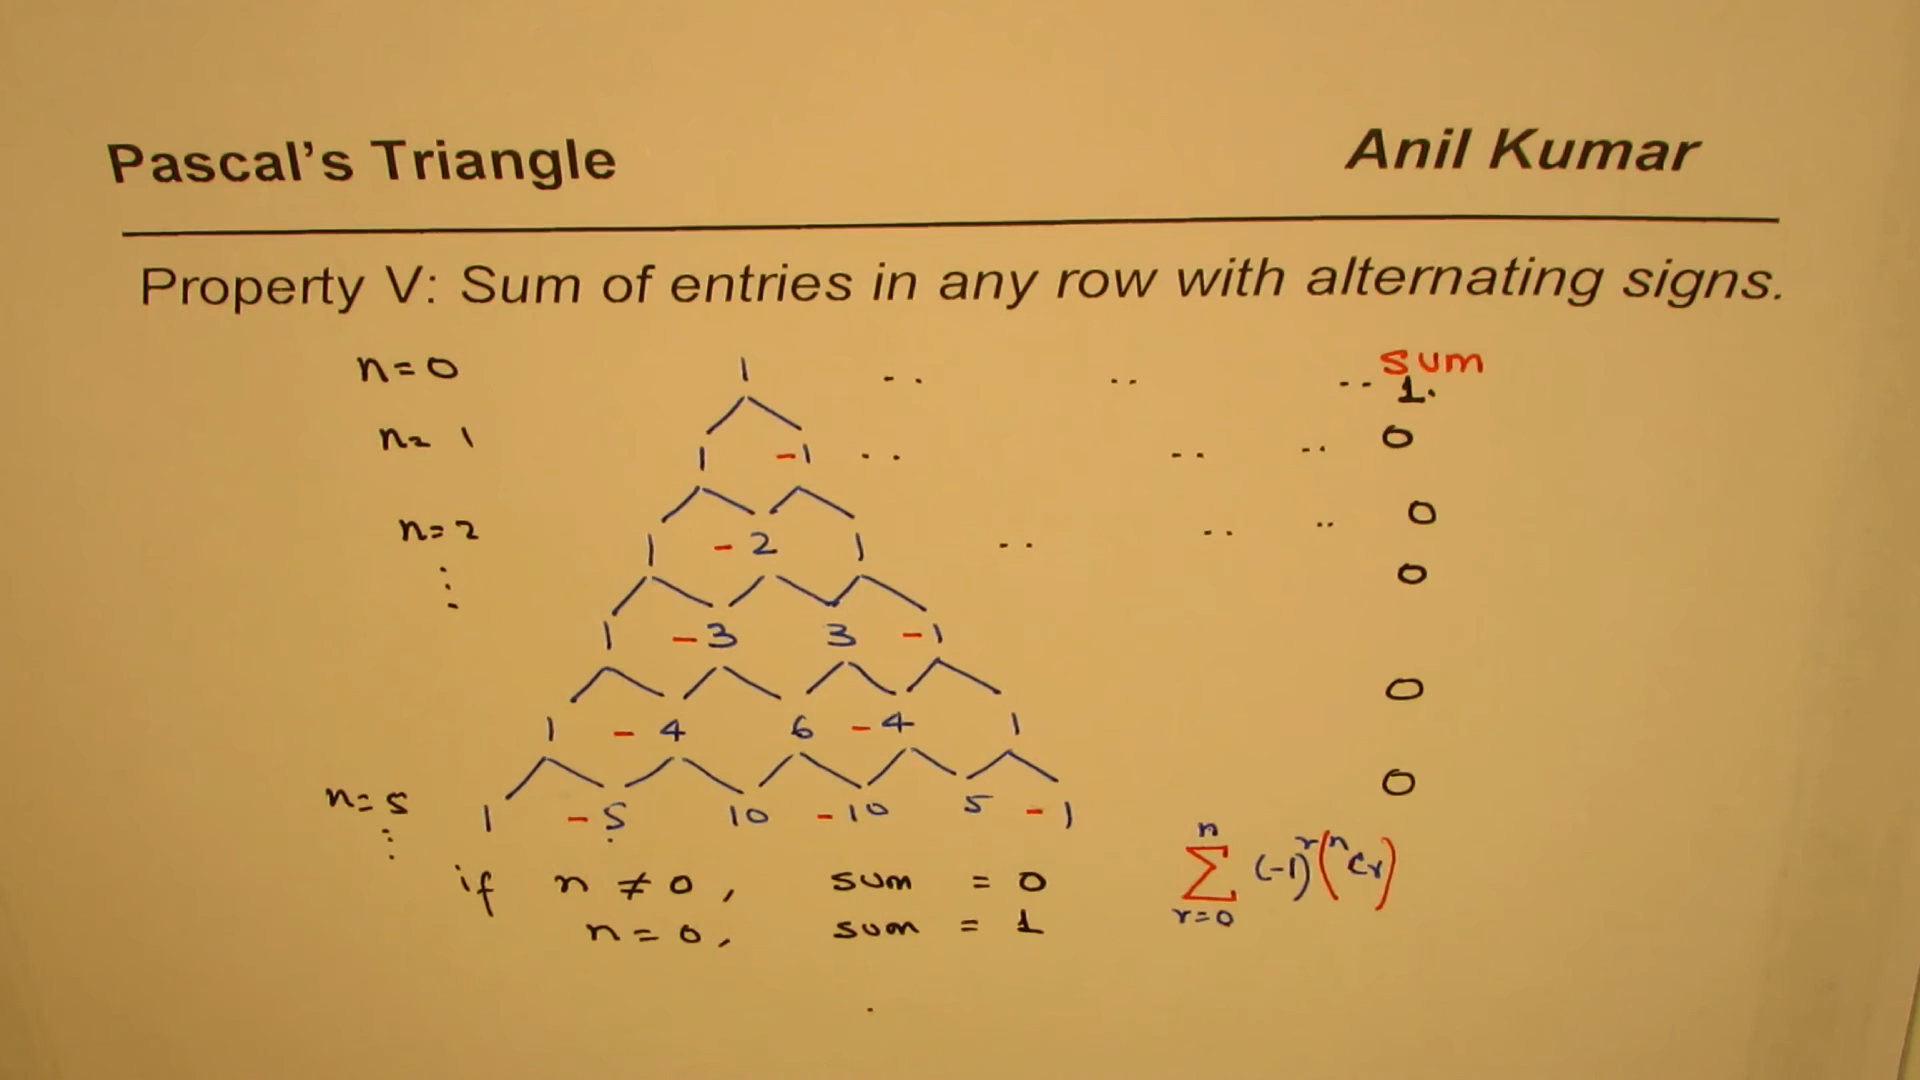 Pascal's Triangle
Anil Kumar
Property V: Sum of entries in any row with alternating signs.
sum
n=0 1 .. .. .. 1.
n= 1 1 -1 .. .. .. 0
n=2 1 -2 1 .. .. .. 0
⋮ 1 -3 3 -1 0
1 -4 6 -4 1 0
n=5 1 -5 10 -10 5 -1 0
⋮
if n ≠ 0, sum = 0
n = 0, sum = 1
n
∑ (-1)^r (ⁿCr)
r=0